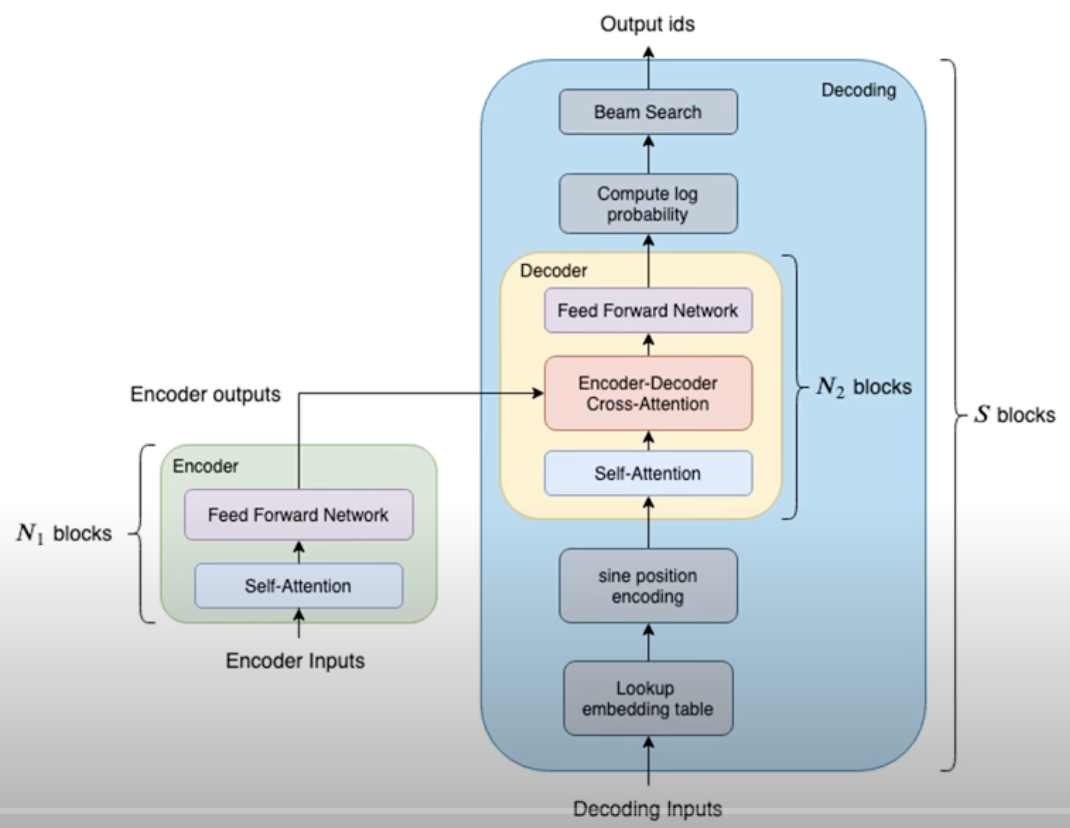 Output ids
Decoding
Beam Search
Compute log
probability
Decoder
Feed Forward Network
Encoder-Decoder
Cross-Attention
Self-Attention
N₂ blocks
S blocks
Encoder outputs
Encoder
Feed Forward Network
Self-Attention
N₁ blocks
Encoder Inputs
sine position
encoding
Lookup
embedding table
Decoding Inputs